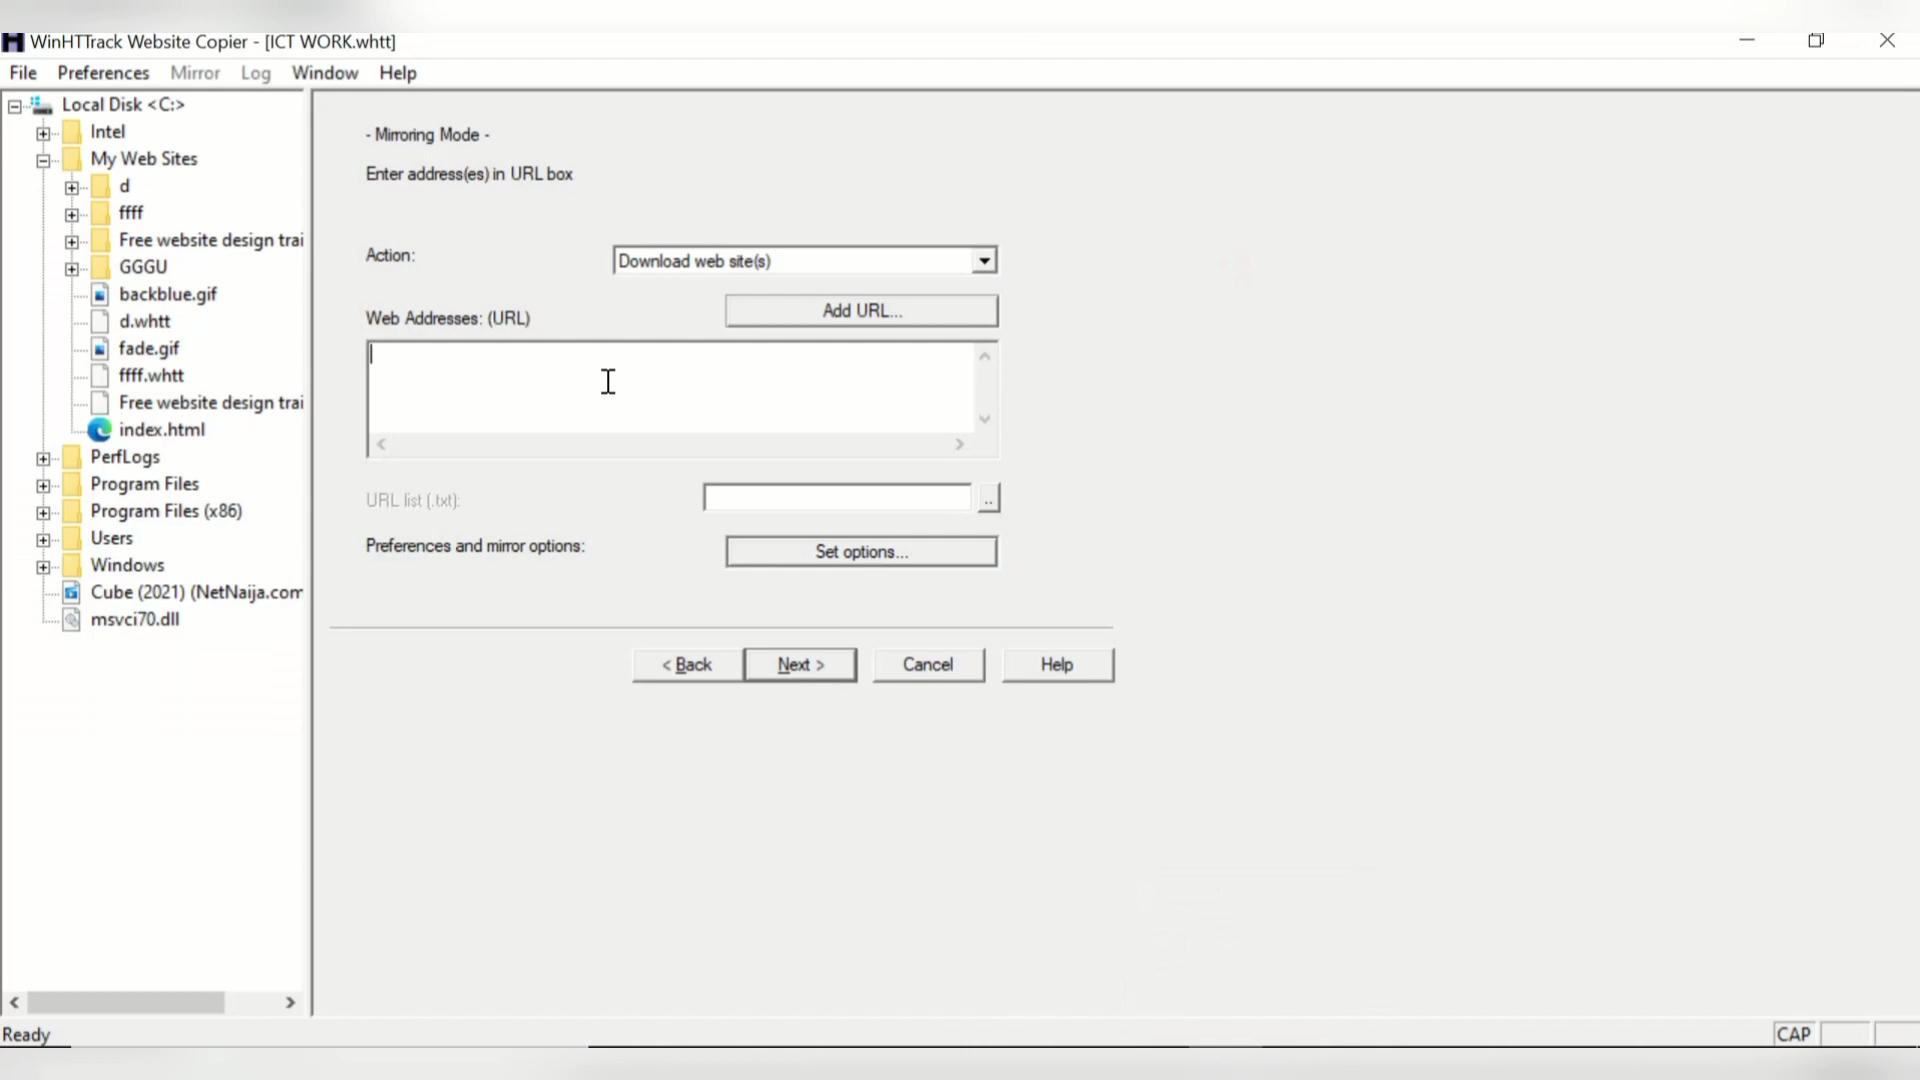 WinHTTrack Website Copier - [ICT WORK.whtt]
File Preferences Mirror Log Window Help
Local Disk <C:>
Intel
My Web Sites
d
ffff
Free website design trai
GGGU
backblue.gif
d.whtt
fade.gif
ffff.whtt
Free website design trai
index.html
PerfLogs
Program Files
Program Files (x86)
Users
Windows
Cube (2021) (NetNaija.com
msvci70.dll
- Mirroring Mode -
Enter address(es) in URL box
Action:
Download web site(s)
Web Addresses: (URL)
Add URL...
URL list (.txt):
..
Preferences and mirror options:
Set options...
< Back
Next >
Cancel
Help
Ready
CAP